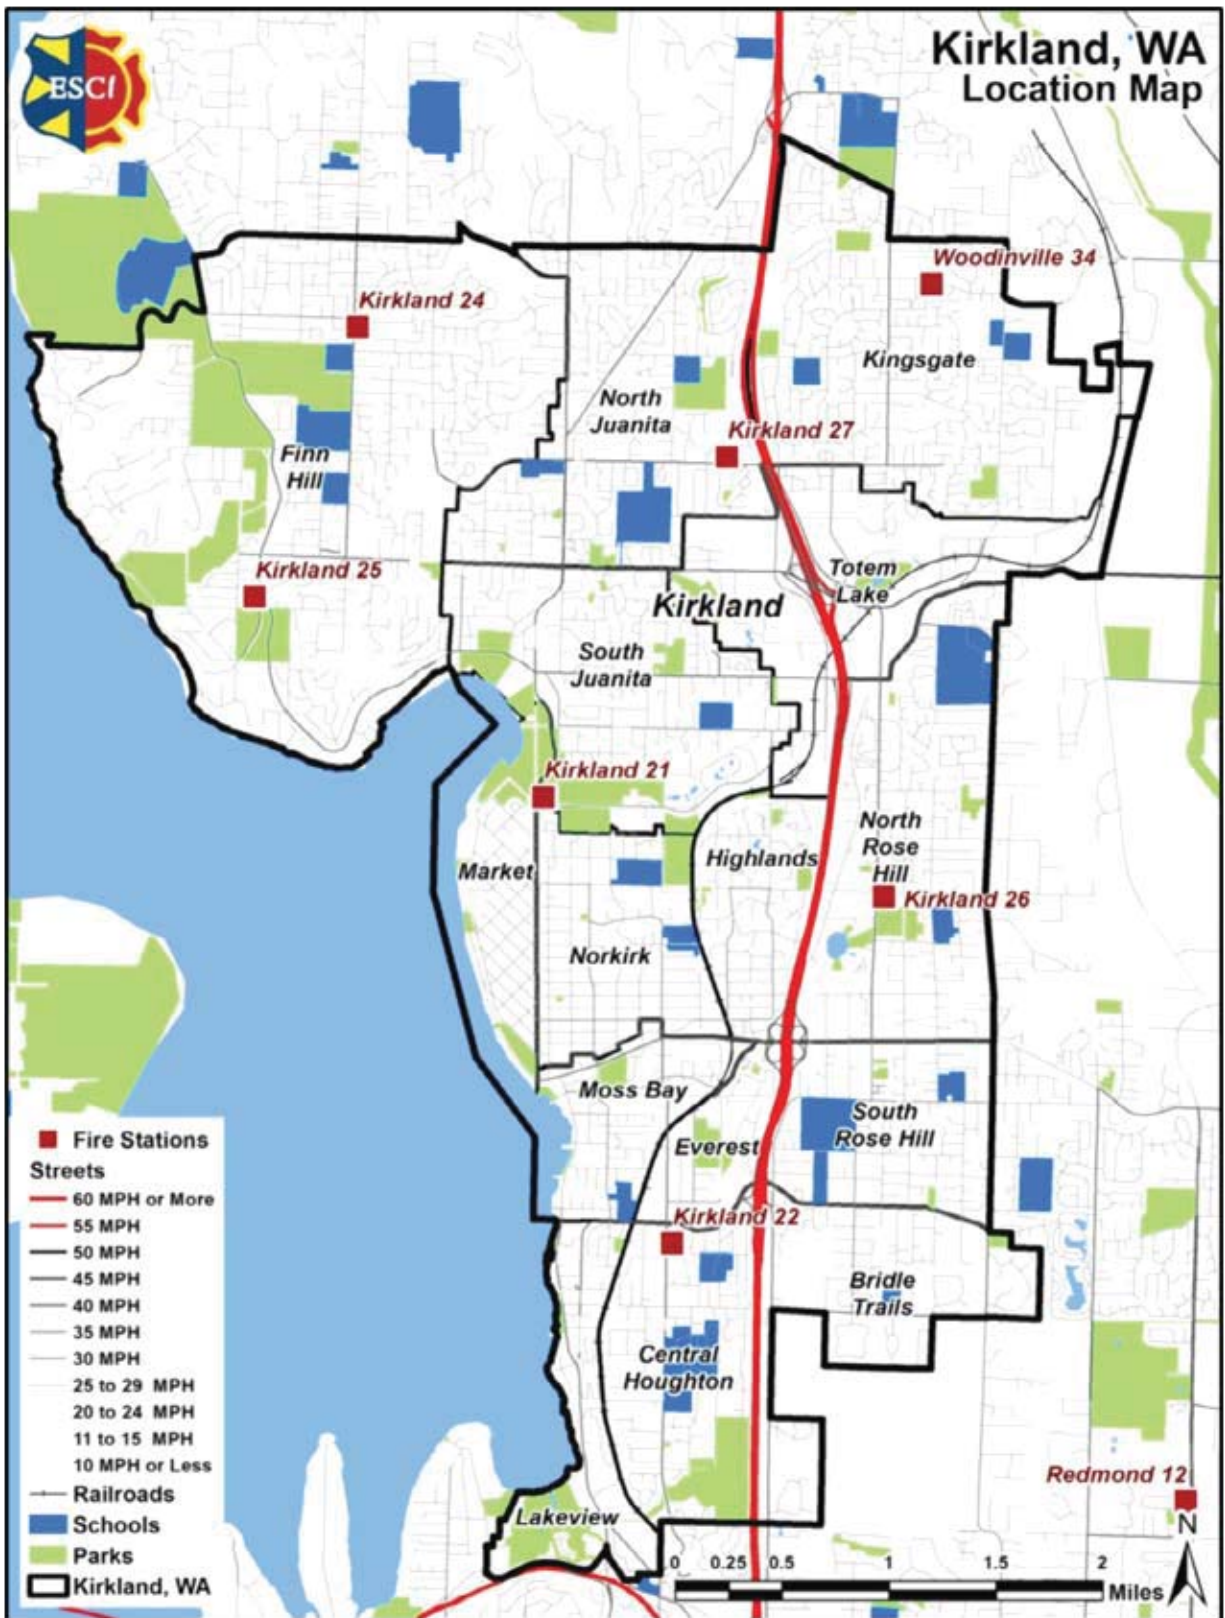 ESCI
Kirkland, WA
Location Map
Woodinville 34
Kirkland 24
Kingsgate
North
Juanita
Kirkland 27
Finn
Hill
Kirkland 25
Totem
Lake
Kirkland
South
Juanita
Kirkland 21
North
Rose
Hill
Highlands
Market
Kirkland 26
Norkirk
Moss Bay
South
Rose Hill
Everest
Kirkland 22
Bridle
Trails
Central
Houghton
Redmond 12
Lakeview
Fire Stations
Streets
60 MPH or More
55 MPH
50 MPH
45 MPH
40 MPH
35 MPH
30 MPH
25 to 29 MPH
20 to 24 MPH
11 to 15 MPH
10 MPH or Less
Railroads
Schools
Parks
Kirkland, WA
N
0 0.25 0.5 1 1.5 2
Miles